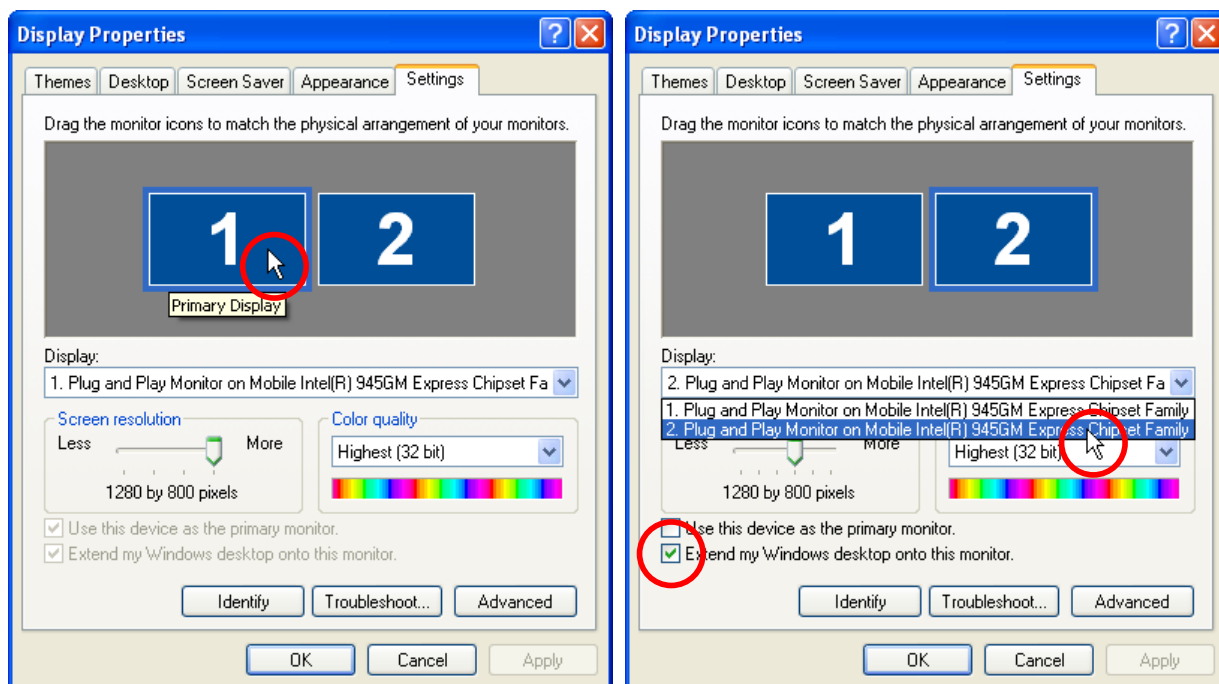 Display Properties
Themes Desktop Screen Saver Appearance Settings
Drag the monitor icons to match the physical arrangement of your monitors.
1 2
Primary Display
Display:
1. Plug and Play Monitor on Mobile Intel(R) 945GM Express Chipset Fa
Screen resolution
Less More
1280 by 800 pixels
Color quality
Highest (32 bit)
Use this device as the primary monitor.
Extend my Windows desktop onto this monitor.
Identify Troubleshoot... Advanced
OK Cancel Apply
Display Properties
Themes Desktop Screen Saver Appearance Settings
Drag the monitor icons to match the physical arrangement of your monitors.
1 2
Display:
2. Plug and Play Monitor on Mobile Intel(R) 945GM Express Chipset Fa
1. Plug and Play Monitor on Mobile Intel(R) 945GM Express Chipset Family
2. Plug and Play Monitor on Mobile Intel(R) 945GM Express Chipset Family
Less More
1280 by 800 pixels
Highest (32 bit)
Use this device as the primary monitor.
Extend my Windows desktop onto this monitor.
Identify Troubleshoot... Advanced
OK Cancel Apply